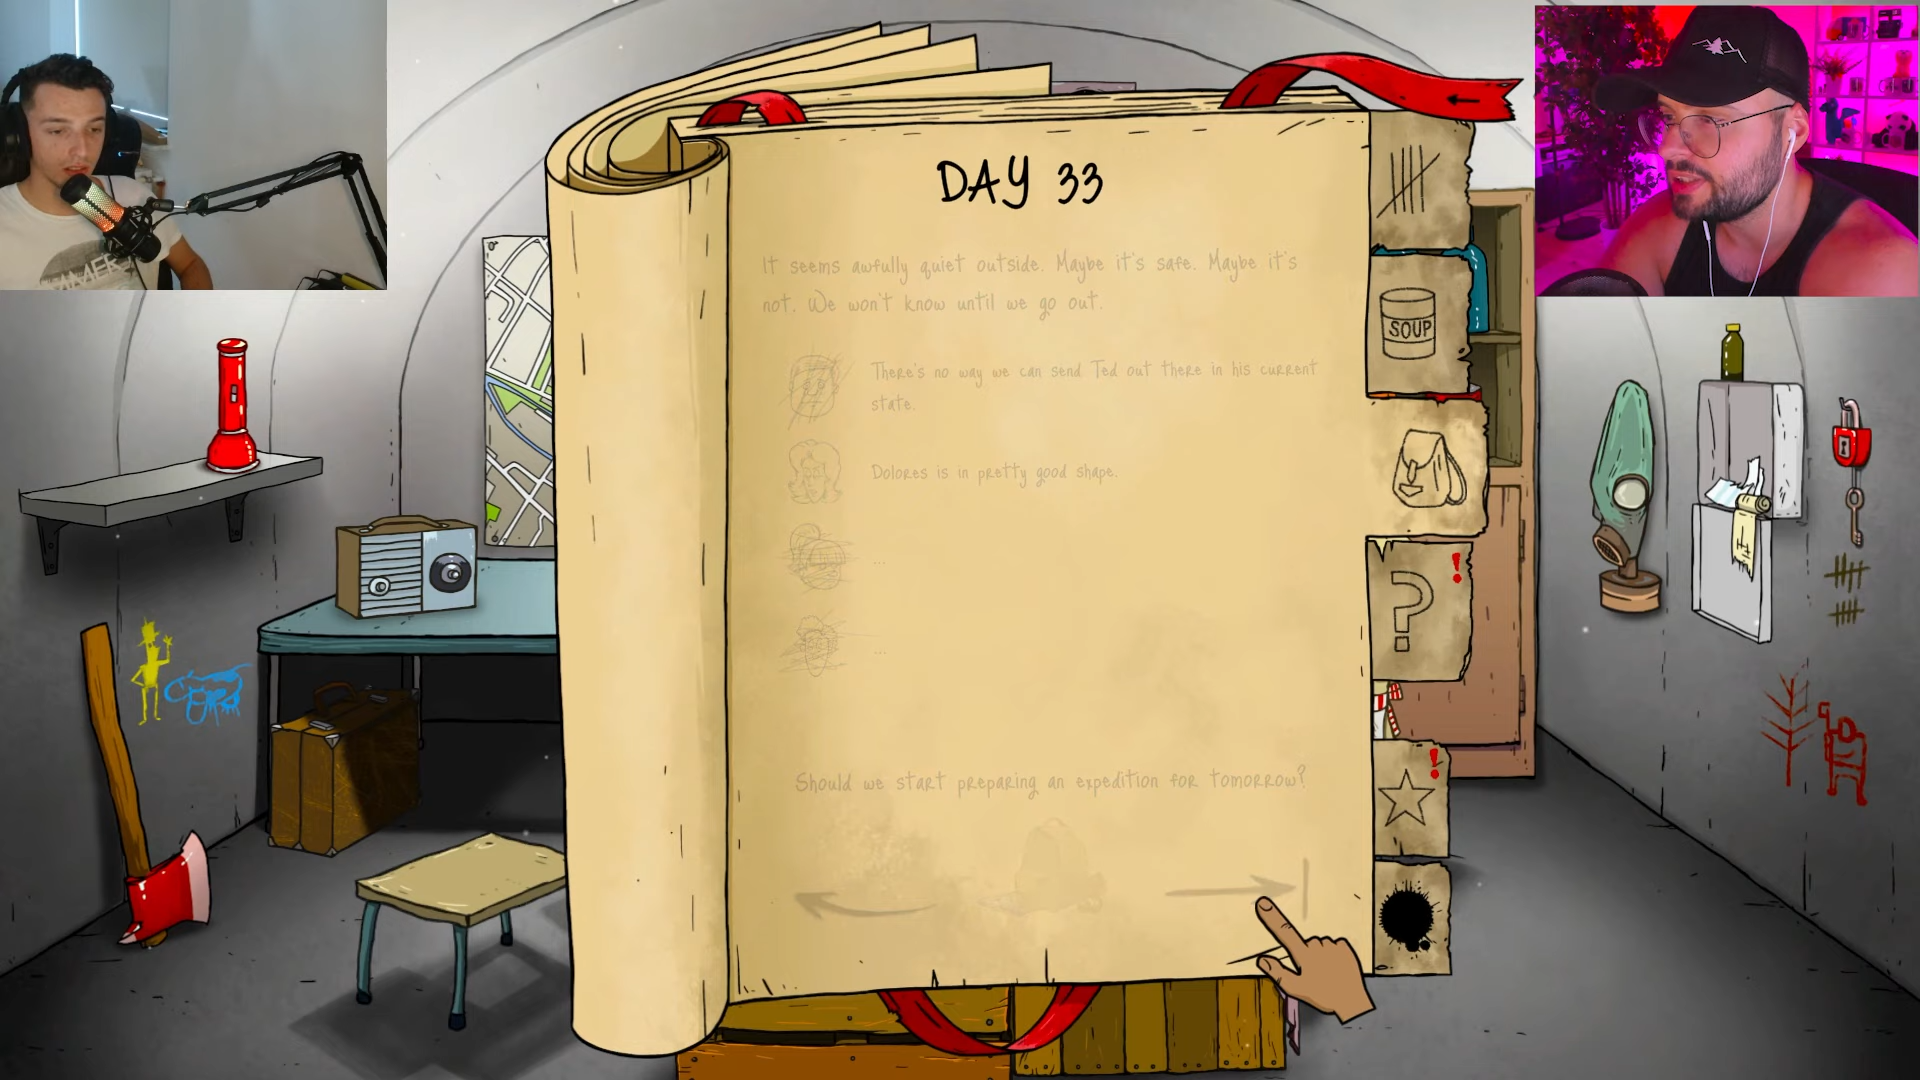 DAY 33
It seems awfully quiet outside. Maybe it's safe. Maybe it's
not. We won't know until we go out.
There's no way we can send Ted out there in his current
state.
Dolores is in pretty good shape.
...
...
Should we start preparing an expedition for tomorrow?
SOUP
?
!
!